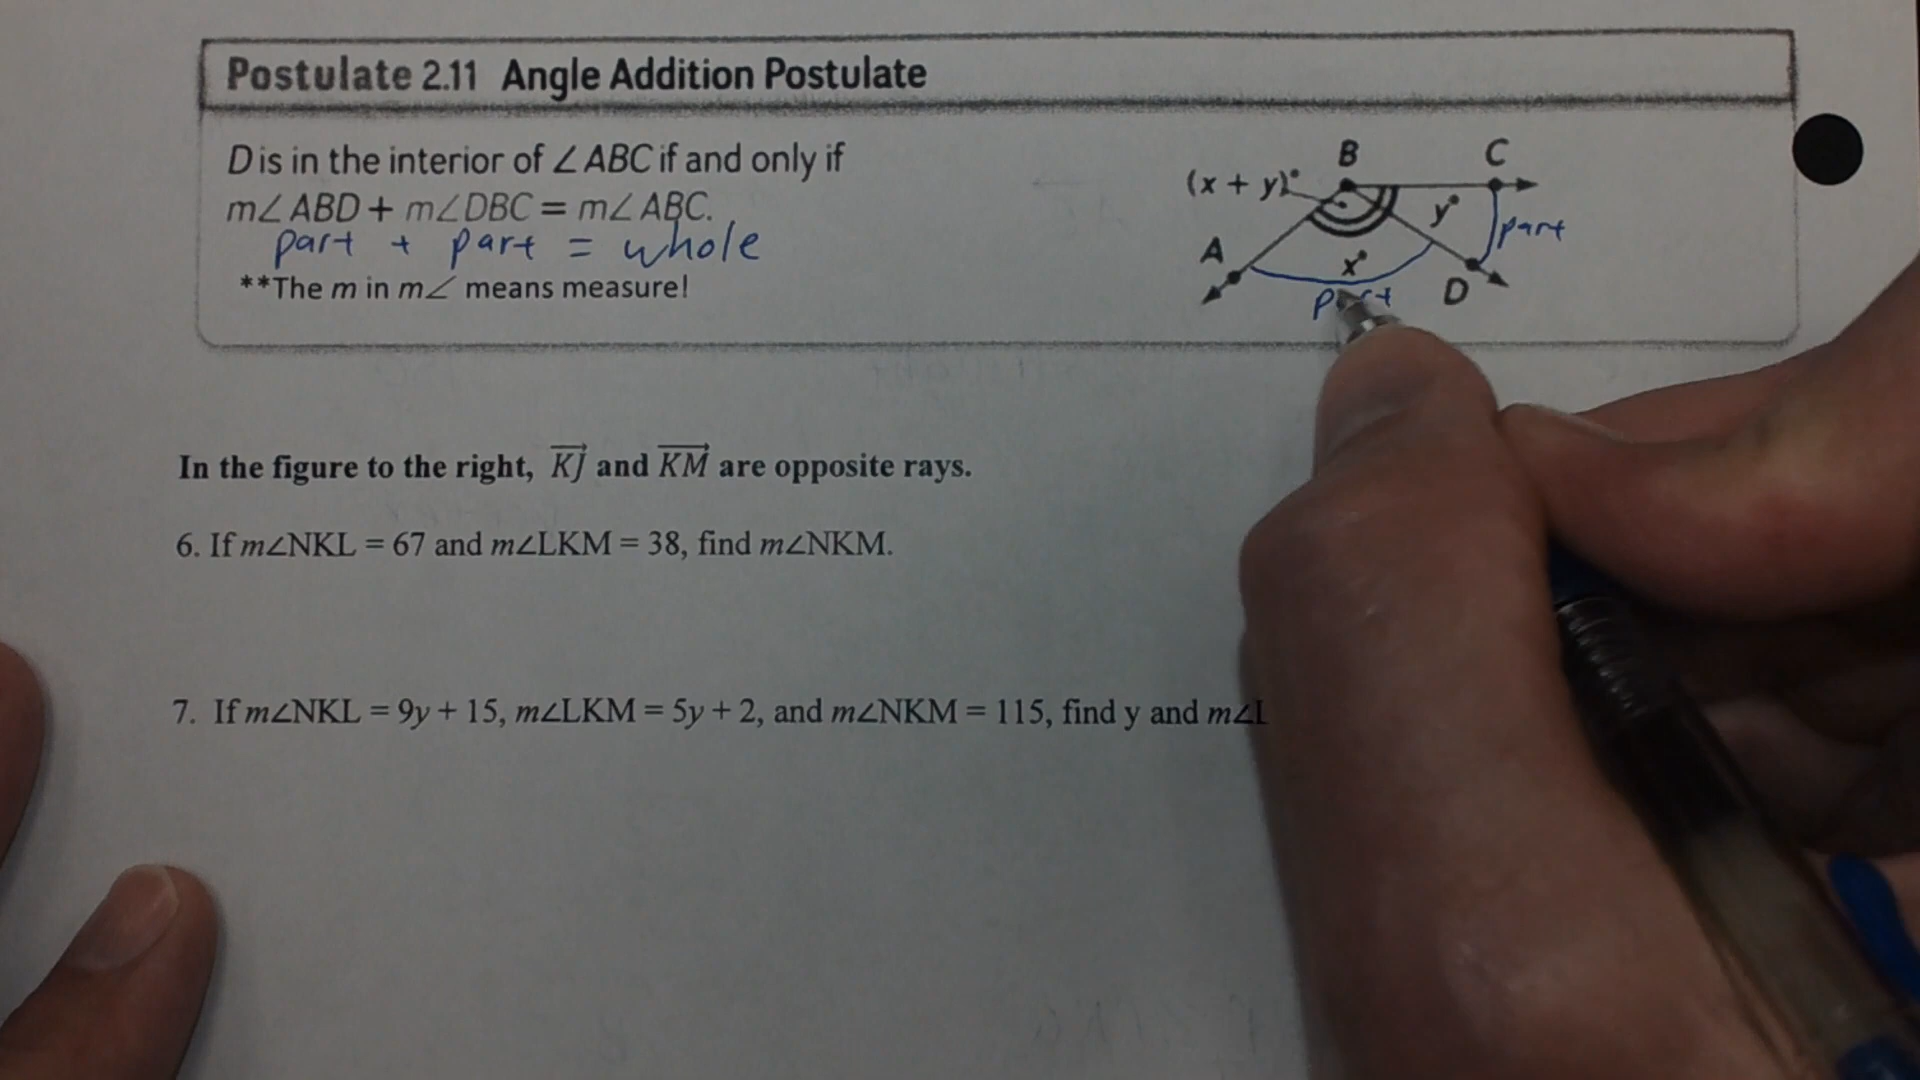 Postulate 2.11 Angle Addition Postulate
D is in the interior of ∠ABC if and only if
m∠ABD + m∠DBC = m∠ABC.
part + part = whole
**The m in m∠ means measure!
B
C
(x + y)°
y°
part
A
x°
D
In the figure to the right, KJ and KM are opposite rays.
6. If m∠NKL = 67 and m∠LKM = 38, find m∠NKM.
7. If m∠NKL = 9y + 15, m∠LKM = 5y + 2, and m∠NKM = 115, find y and